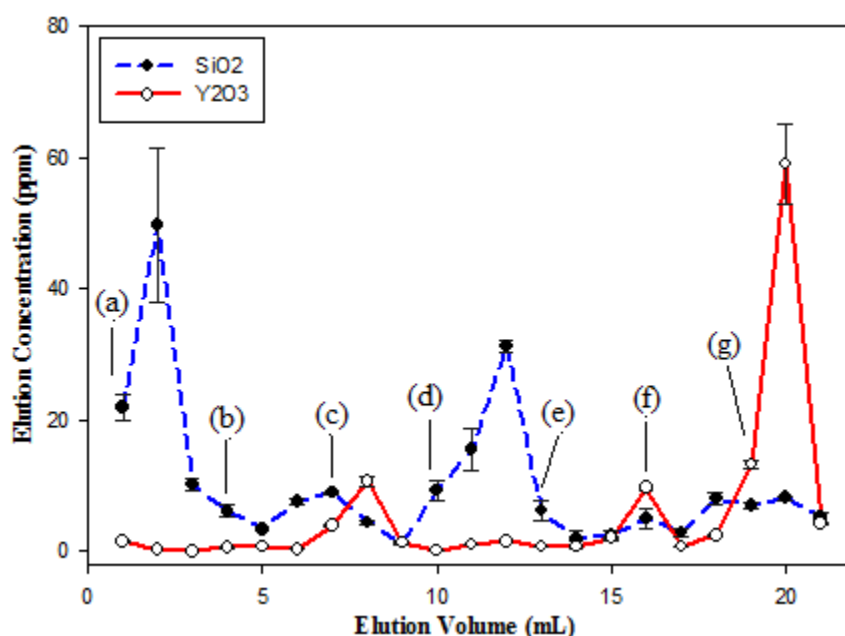 80
SiO2
Y2O3
60
40
20
0
Elution Concentration (ppm)
(a)
(b)
(c)
(d)
(e)
(f)
(g)
0
5
10
15
20
Elution Volume (mL)